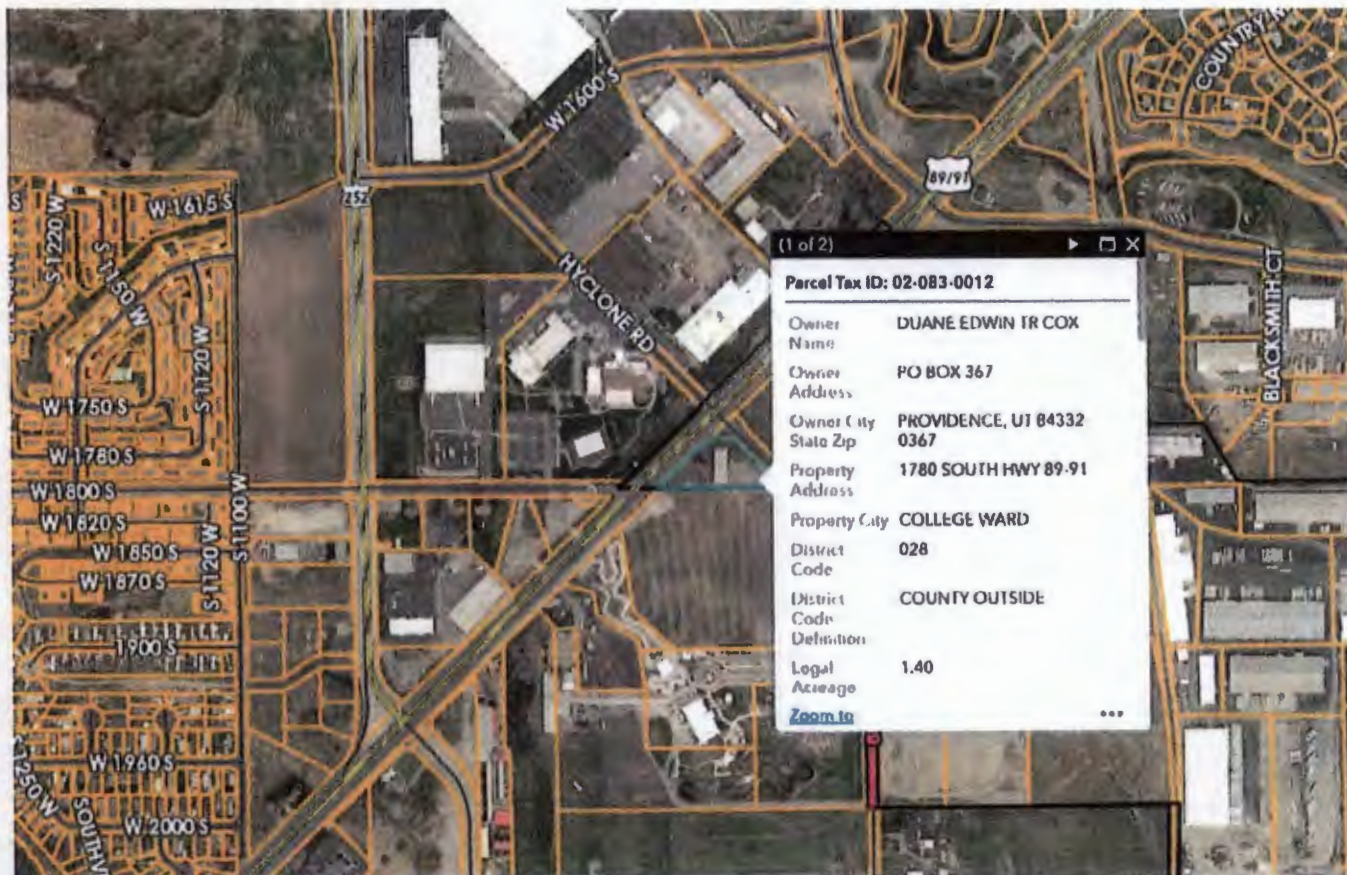 COUNTRY
W 1600 S
89/91
252
W 1615 S
S 1220 W
S 1150 W
S 1120 W
HYCLONE RD
W 1750 S
W 1780 S
W 1800 S
W 1820 S
W 1850 S
W 1870 S
S 1120 W
S 1100 W
1900 S
W 1960 S
S 1250 W
W 2000 S
BLACKSMITH CT
(1 of 2)
Parcel Tax ID: 02-083-0012
Owner Name DUANE EDWIN TR COX
Owner Address PO BOX 367
Owner City State Zip PROVIDENCE, UT 84332 0367
Property Address 1780 SOUTH HWY 89-91
Property City COLLEGE WARD
District Code 028
District Code Definition COUNTY OUTSIDE
Legal Acreage 1.40
Zoom to